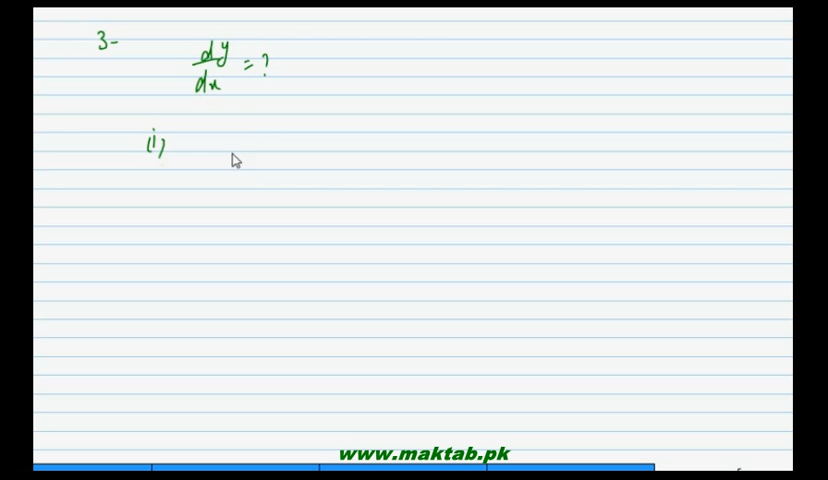 3-
dy/dx = ?
(i)
www.maktab.pk